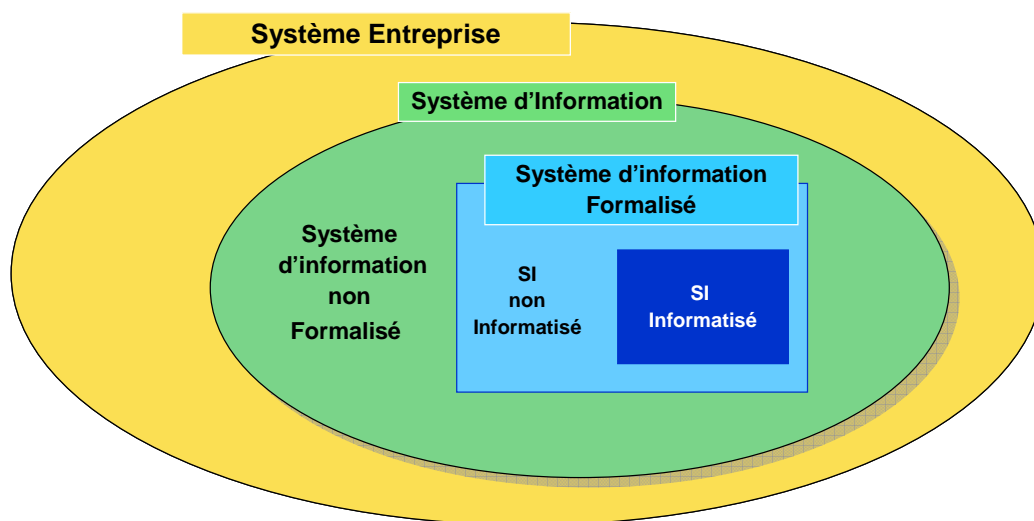 Système Entreprise
Système d'Information
Système d'information
Formalisé
Système
d'information
non
Formalisé
SI
non
Informatisé
SI
Informatisé